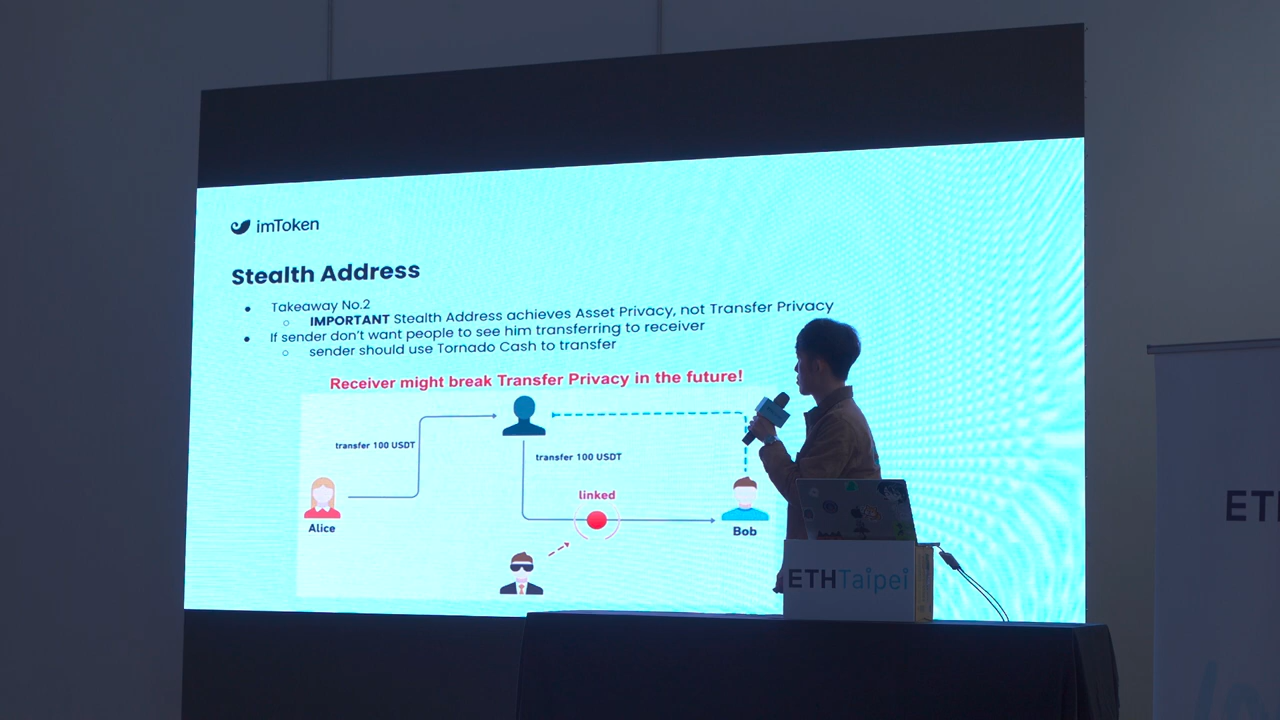 imToken
Stealth Address
Takeaway No.2
IMPORTANT Stealth Address achieves Asset Privacy, not Transfer Privacy
If sender don't want people to see him transferring to receiver
sender should use Tornado Cash to transfer
Receiver might break Transfer Privacy in the future!
transfer 100 USDT
transfer 100 USDT
linked
Alice
Bob
ETHTaipei
ET